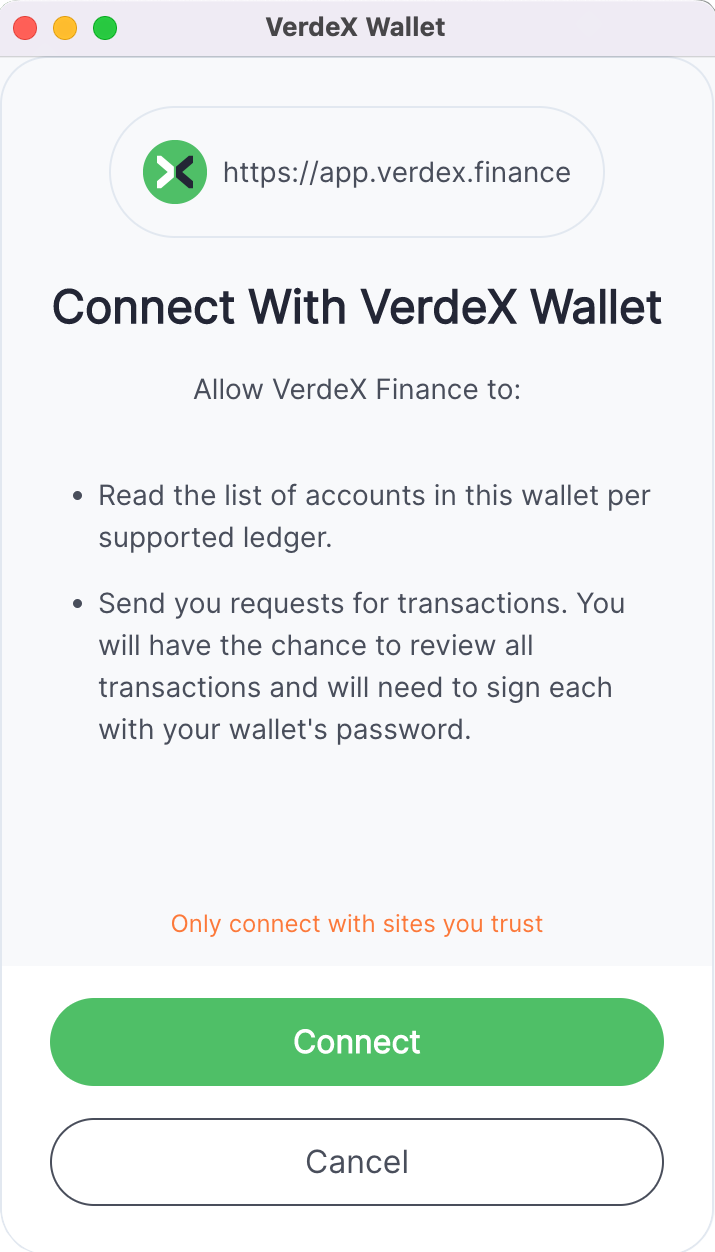 VerdeX Wallet
https://app.verdex.finance
Connect With VerdeX Wallet
Allow VerdeX Finance to:
• Read the list of accounts in this wallet per
supported ledger.
• Send you requests for transactions. You
will have the chance to review all
transactions and will need to sign each
with your wallet's password.
Only connect with sites you trust
Connect
Cancel